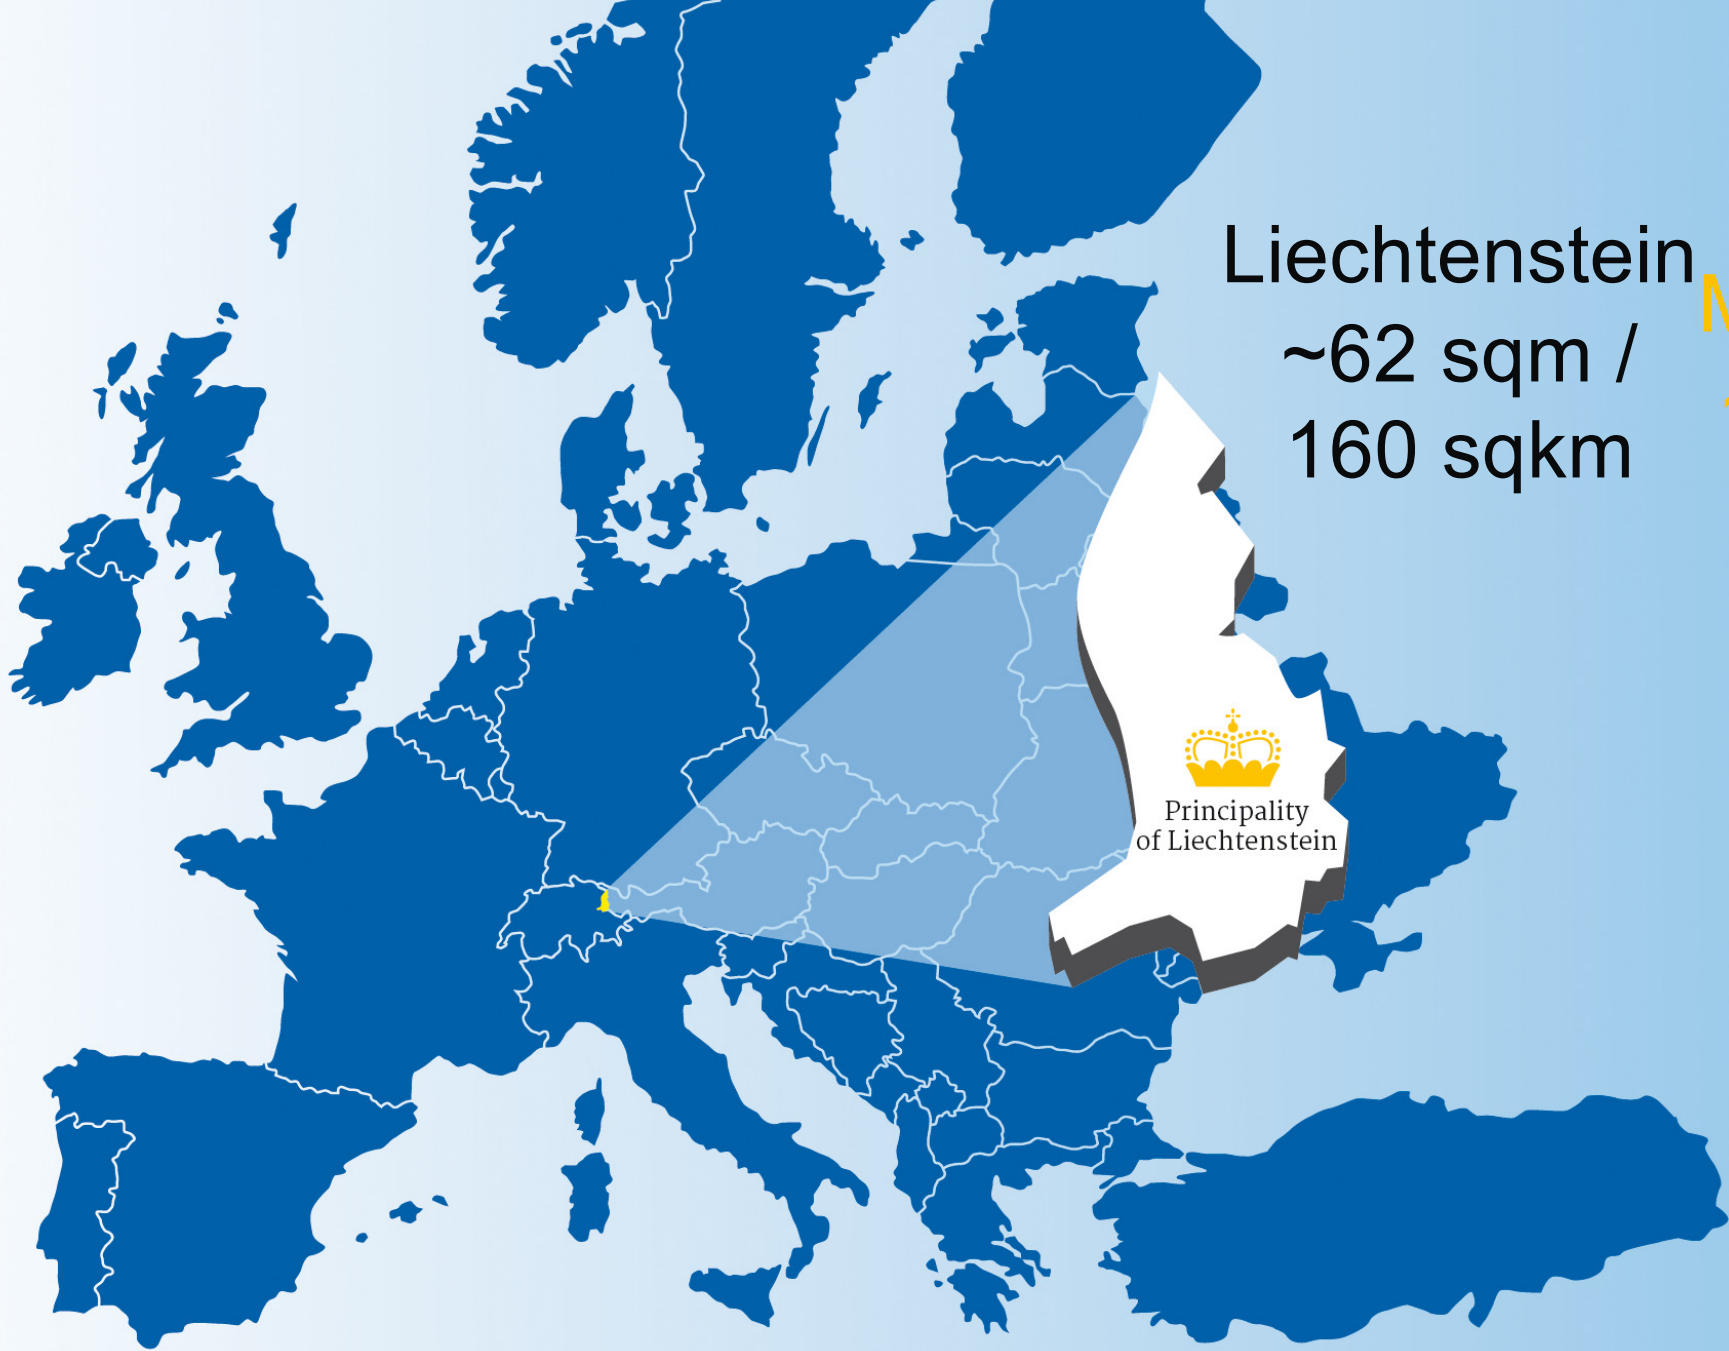 Liechtenstein
~62 sqm /
160 sqkm
Principality
of Liechtenstein